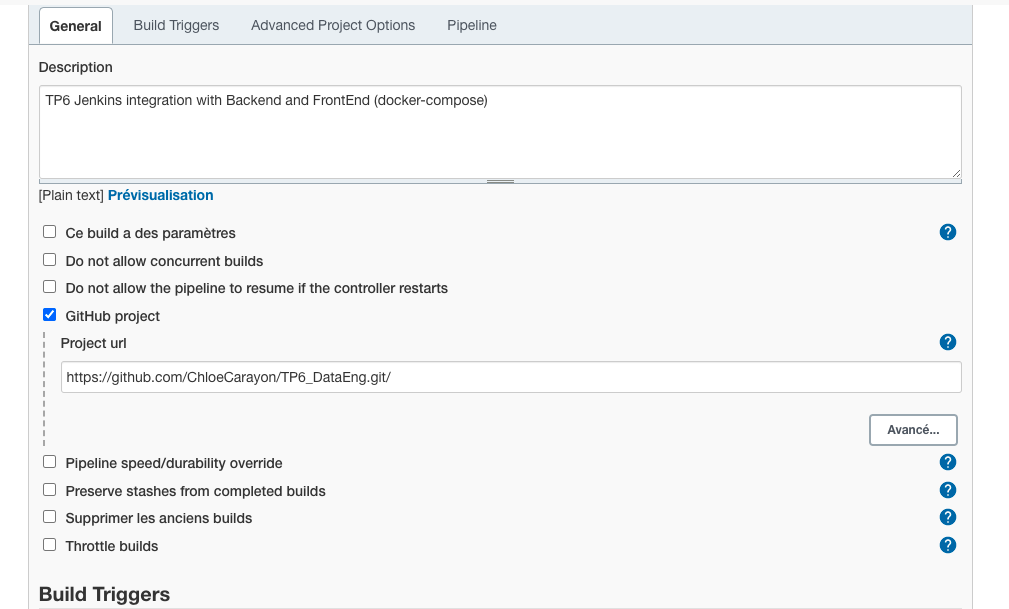 General Build Triggers Advanced Project Options Pipeline
Description
TP6 Jenkins integration with Backend and FrontEnd (docker-compose)
[Plain text] Prévisualisation
Ce build a des paramètres ?
Do not allow concurrent builds
Do not allow the pipeline to resume if the controller restarts
GitHub project
Project url ?
https://github.com/ChloeCarayon/TP6_DataEng.git/
Avancé...
Pipeline speed/durability override ?
Preserve stashes from completed builds ?
Supprimer les anciens builds ?
Throttle builds ?
Build Triggers